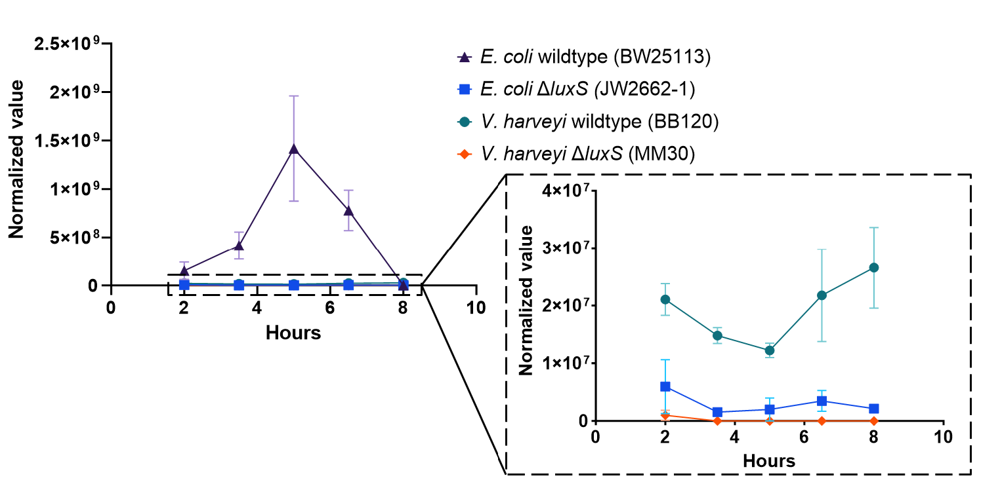 2.5×10⁹
2×10⁹
1.5×10⁹
1×10⁹
5×10⁸
0
Normalized value
0 2 4 6 8 10
Hours
E. coli wildtype (BW25113)
E. coli ΔluxS (JW2662-1)
V. harveyi wildtype (BB120)
V. harveyi ΔluxS (MM30)
4×10⁷
3×10⁷
2×10⁷
1×10⁷
0
Normalized value
0 2 4 6 8 10
Hours